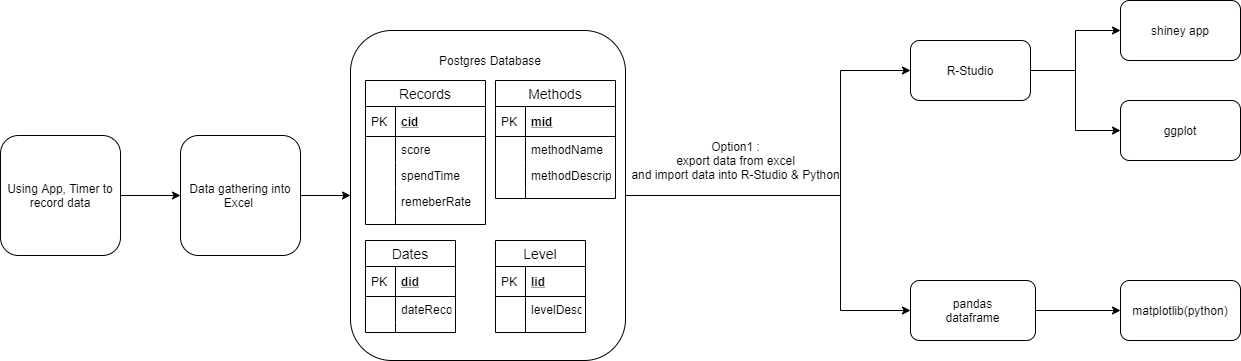 Using App, Timer to
record data
Data gathering into
Excel
Postgres Database
Records
PK
cid
score
spendTime
remeberRate
Methods
PK
mid
methodName
methodDescrip
Dates
PK
did
dateReco
Level
PK
lid
levelDesc
Option1 :
export data from excel
and import data into R-Studio & Python
R-Studio
shiney app
ggplot
pandas
dataframe
matplotlib(python)